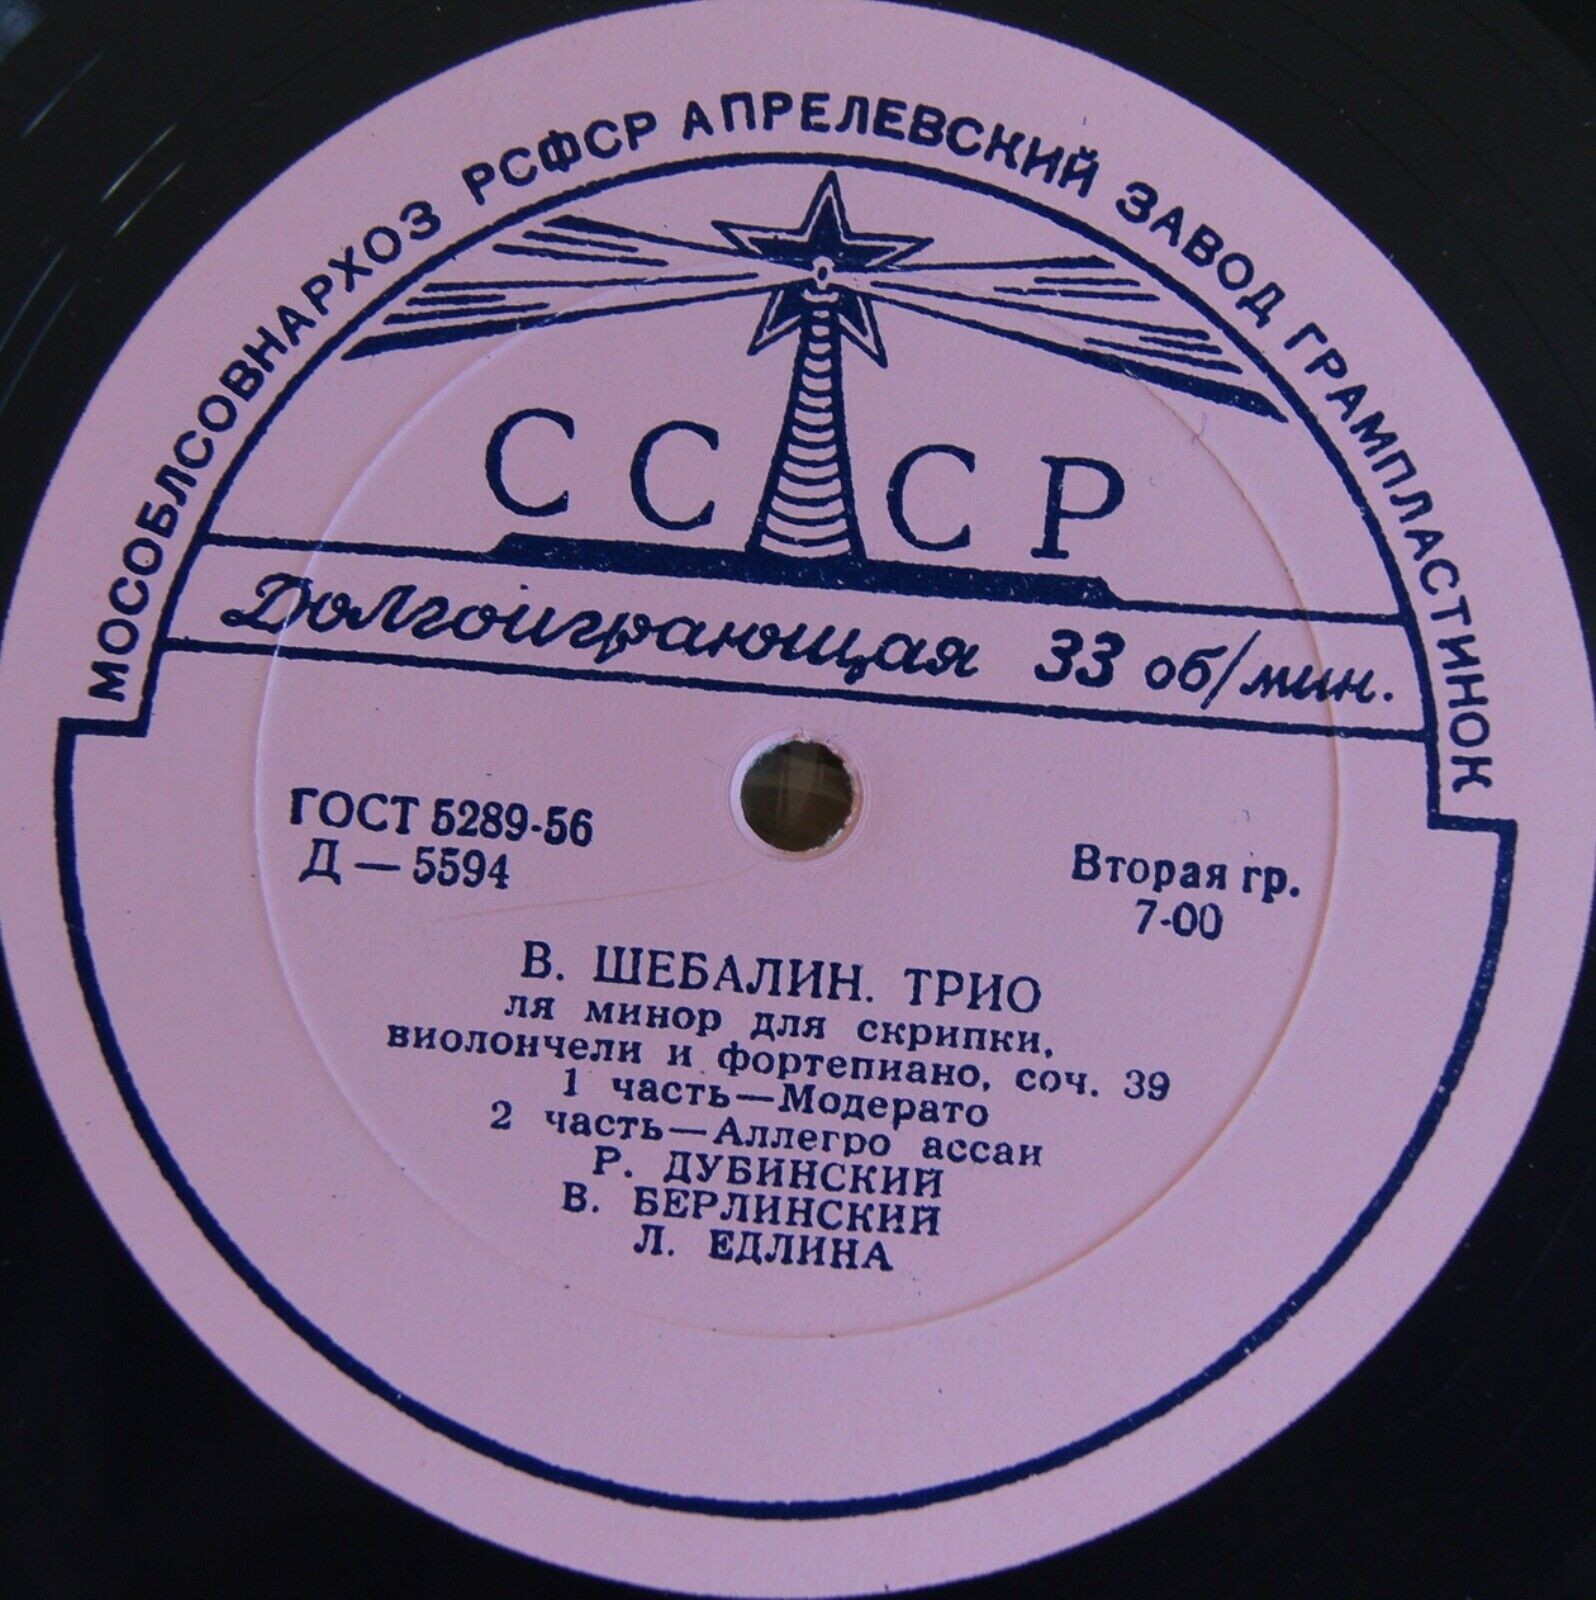 МОСОБЛСОВНАРХОЗ РСФСР АПРЕЛЕВСКИЙ ЗАВОД ГРАМПЛАСТИНОК
СССР
Долгоиграющая 33 об/мин.
ГОСТ 5289-56
Д — 5594
Вторая гр.
7-00
В. ШЕБАЛИН. ТРИО
ля минор для скрипки,
виолончели и фортепиано, соч. 39
1 часть—Модерато
2 часть—Аллегро ассаи
Р. ДУБИНСКИЙ
В. БЕРЛИНСКИЙ
Л. ЕДЛИНА